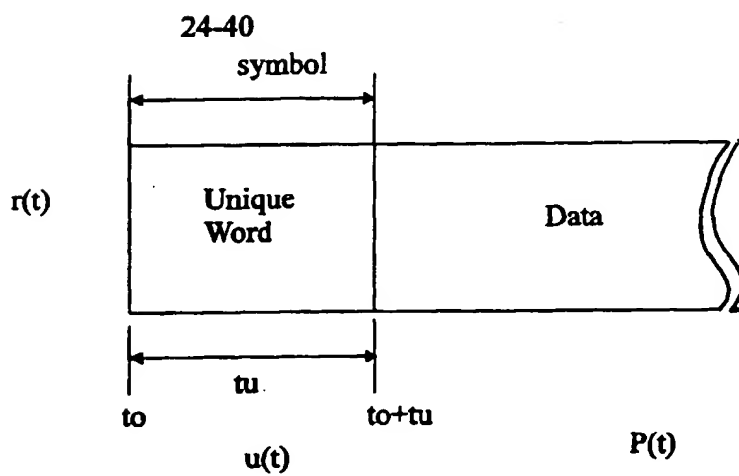 24-40
symbol
r(t)
Unique
Word
Data
tu
to
to+tu
u(t)
P(t)